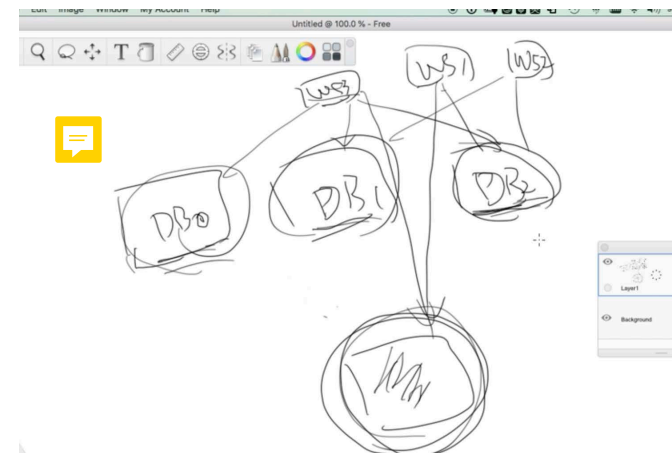 Edit Image Window My Account Help
Untitled @ 100.0 % - Free
T
WS1
WS2
WS3
DB0
DB1
DB2
Layer1
Background